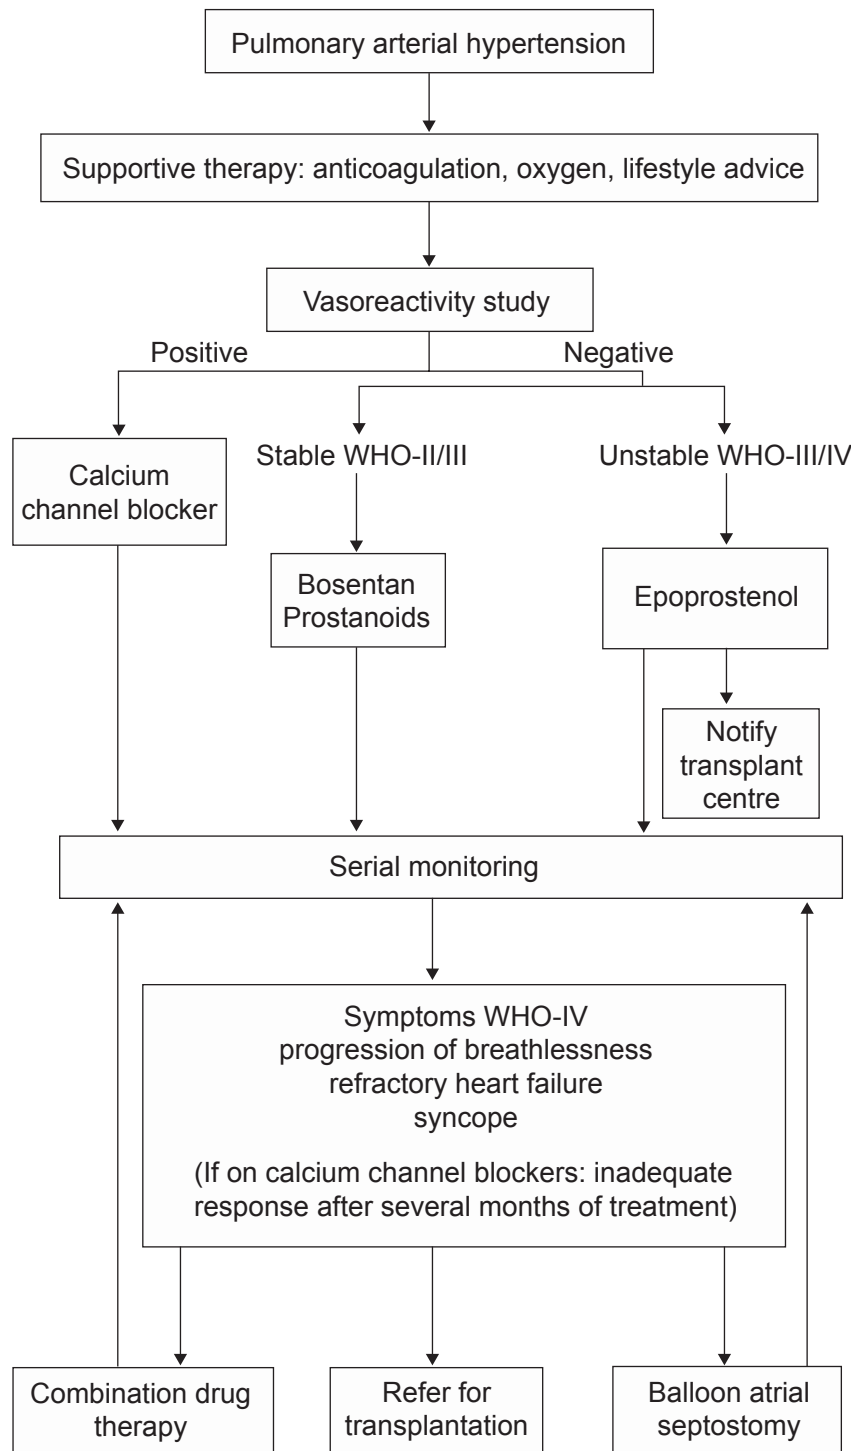 Pulmonary arterial hypertension
Supportive therapy: anticoagulation, oxygen, lifestyle advice
Vasoreactivity study
Positive
Negative
Calcium
channel blocker
Stable WHO-II/III
Unstable WHO-III/IV
Bosentan
Prostanoids
Epoprostenol
Notify
transplant
centre
Serial monitoring
Symptoms WHO-IV
progression of breathlessness
refractory heart failure
syncope
(If on calcium channel blockers: inadequate
response after several months of treatment)
Combination drug
therapy
Refer for
transplantation
Balloon atrial
septostomy